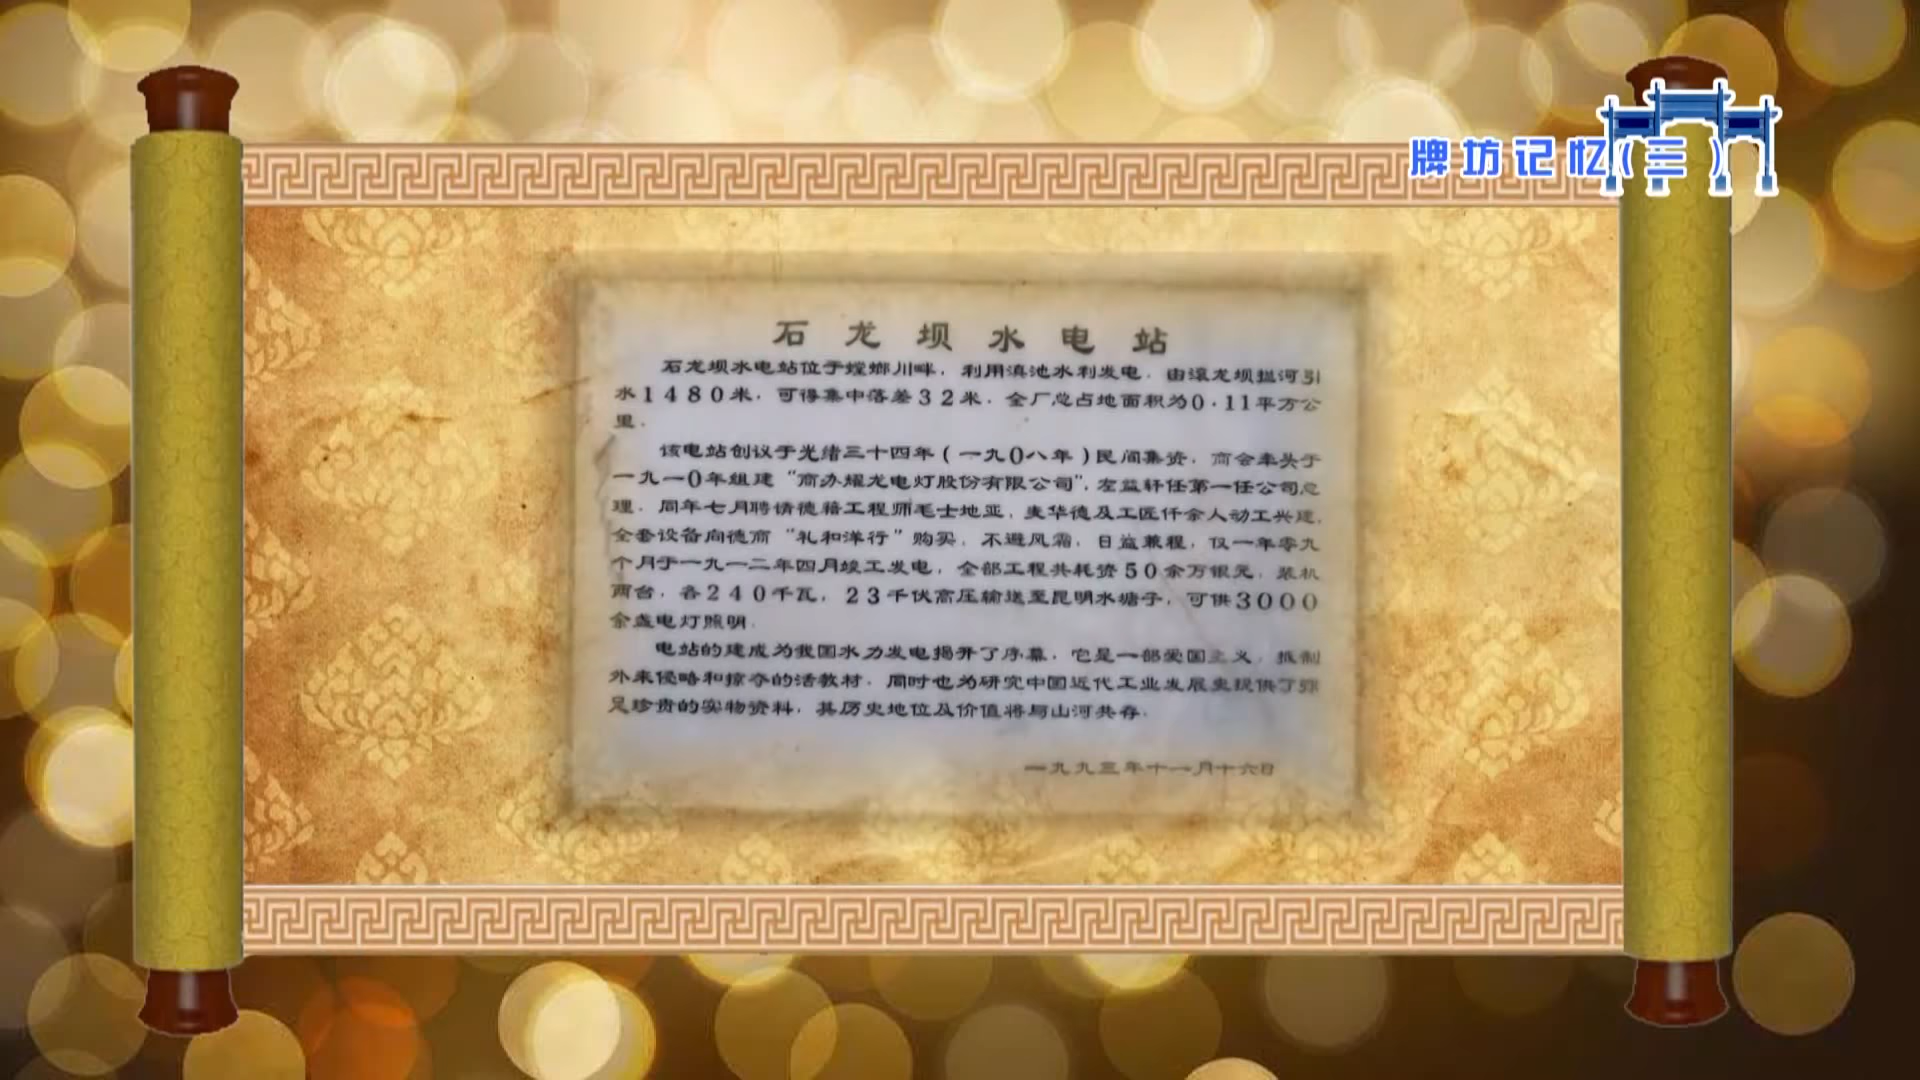 牌坊记忆(三)
石龙坝水电站
石龙坝水电站位于螳螂川畔，利用滇池水利发电，由滚龙坝拦河引
水1480米，可得集中落差32米，全厂总占地面积为0.11平方公
里。
该电站创议于光绪三十四年(一九0八年)民间集资，商会牵头于
一九一0年组建“商办耀龙电灯股份有限公司”，左益轩任第一任公司总
理，同年七月聘请德籍工程师毛士地亚，麦华德及工匠仟余人动工兴建，
全套设备向德商“礼和洋行”购买，不避风霜，日益兼程，仅一年零九
个月于一九一二年四月竣工发电，全部工程共耗资50余万银元，装机
两台，各240千瓦，23千伏高压输送至昆明水塘子，可供3000
余盏电灯照明。
电站的建成为我国水力发电揭开了序幕，它是一部爱国主义，抵制
外来侵略和掠夺的活教材，同时也为研究中国近代工业发展史提供了弥
足珍贵的实物资料，其历史地位及价值将与山河共存。
一九九三年十一月十六日